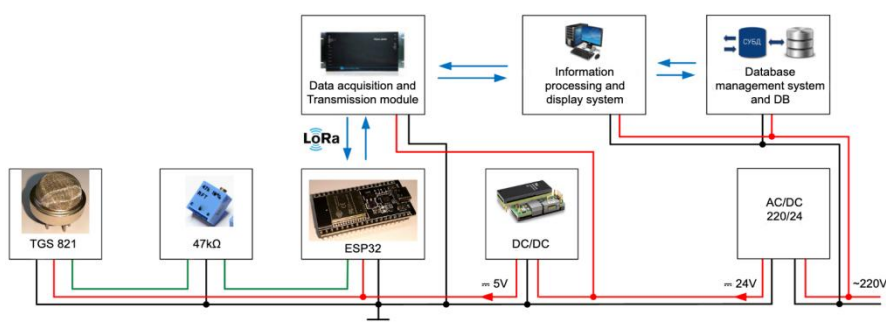 Data acquisition and
Transmission module
Information
processing and
display system
СУБД
Database
management system
and DB
LoRa
TGS 821
47kΩ
ESP32
DC/DC
AC/DC
220/24
⎓ 5V
⎓ 24V
~220V